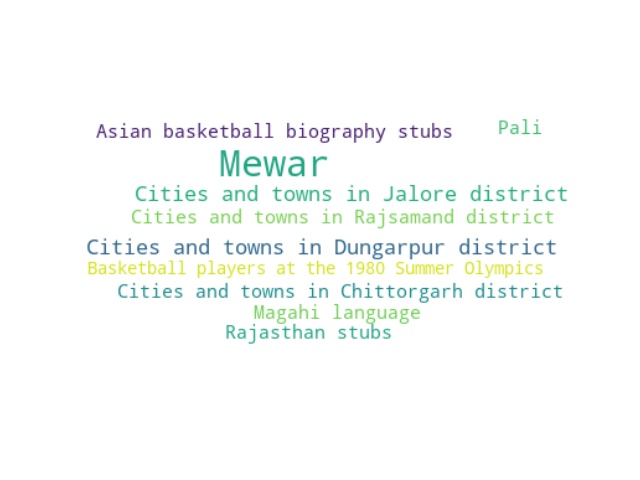 Asian basketball biography stubs
Pali
Mewar
Cities and towns in Jalore district
Cities and towns in Rajsamand district
Cities and towns in Dungarpur district
Basketball players at the 1980 Summer Olympics
Cities and towns in Chittorgarh district
Magahi language
Rajasthan stubs